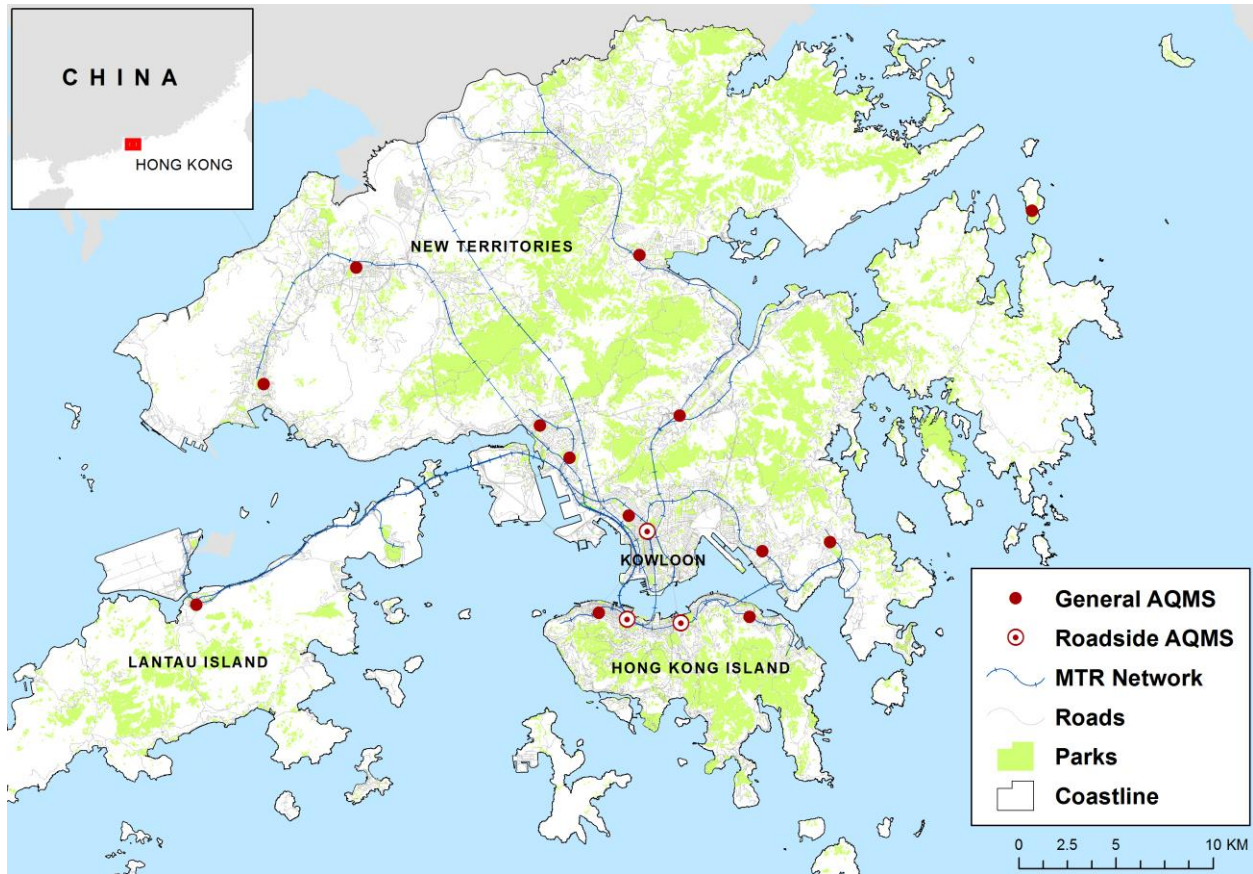 CHINA
HONG KONG
NEW TERRITORIES
KOWLOON
LANTAU ISLAND
HONG KONG ISLAND
General AQMS
Roadside AQMS
MTR Network
Roads
Parks
Coastline
0 2.5 5 10 KM